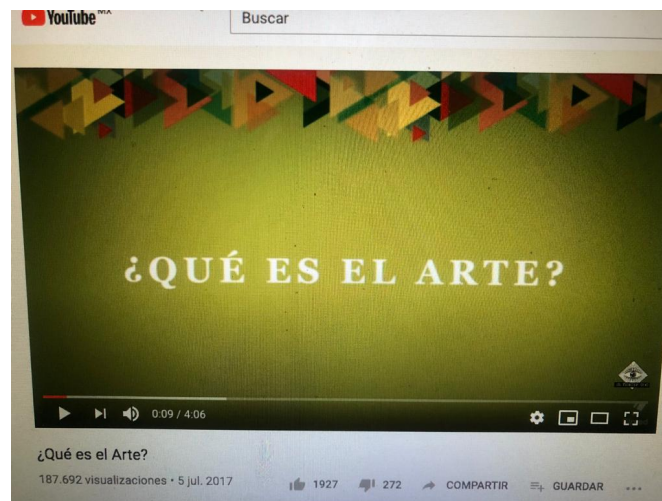 YouTube MX
Buscar
¿QUÉ ES EL ARTE?
0:09 / 4:06
¿Qué es el Arte?
187.692 visualizaciones • 5 jul. 2017
1927
272
COMPARTIR
GUARDAR
...